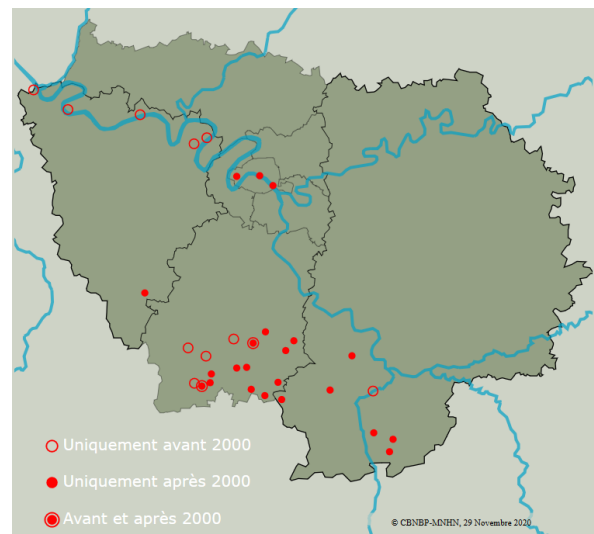 Uniquement avant 2000
Uniquement après 2000
Avant et après 2000
© CBNBP-MNHN, 29 Novembre 2020